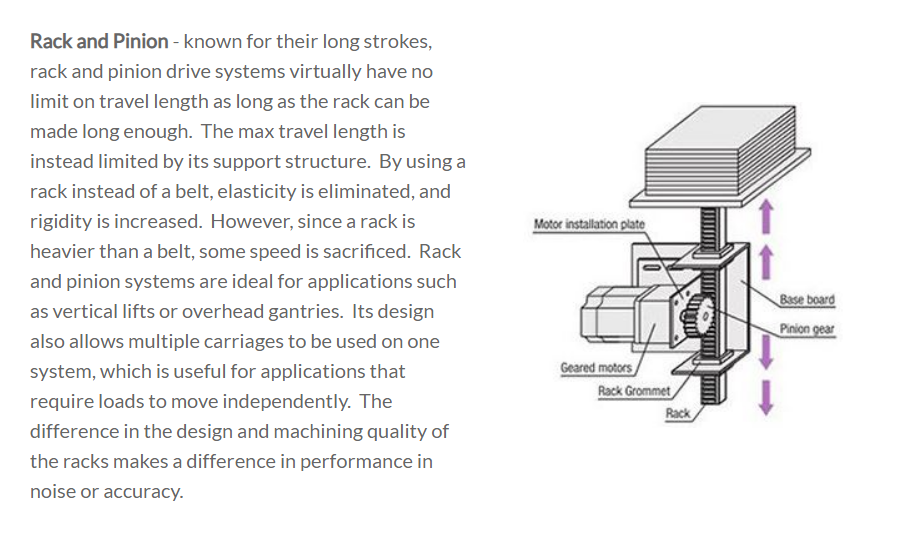 Rack and Pinion - known for their long strokes,
rack and pinion drive systems virtually have no
limit on travel length as long as the rack can be
made long enough.  The max travel length is
instead limited by its support structure.  By using a
rack instead of a belt, elasticity is eliminated, and
rigidity is increased.  However, since a rack is
heavier than a belt, some speed is sacrificed.  Rack
and pinion systems are ideal for applications such
as vertical lifts or overhead gantries.  Its design
also allows multiple carriages to be used on one
system, which is useful for applications that
require loads to move independently.  The
difference in the design and machining quality of
the racks makes a difference in performance in
noise or accuracy.
Motor installation plate
Base board
Pinion gear
Geared motors
Rack Grommet
Rack